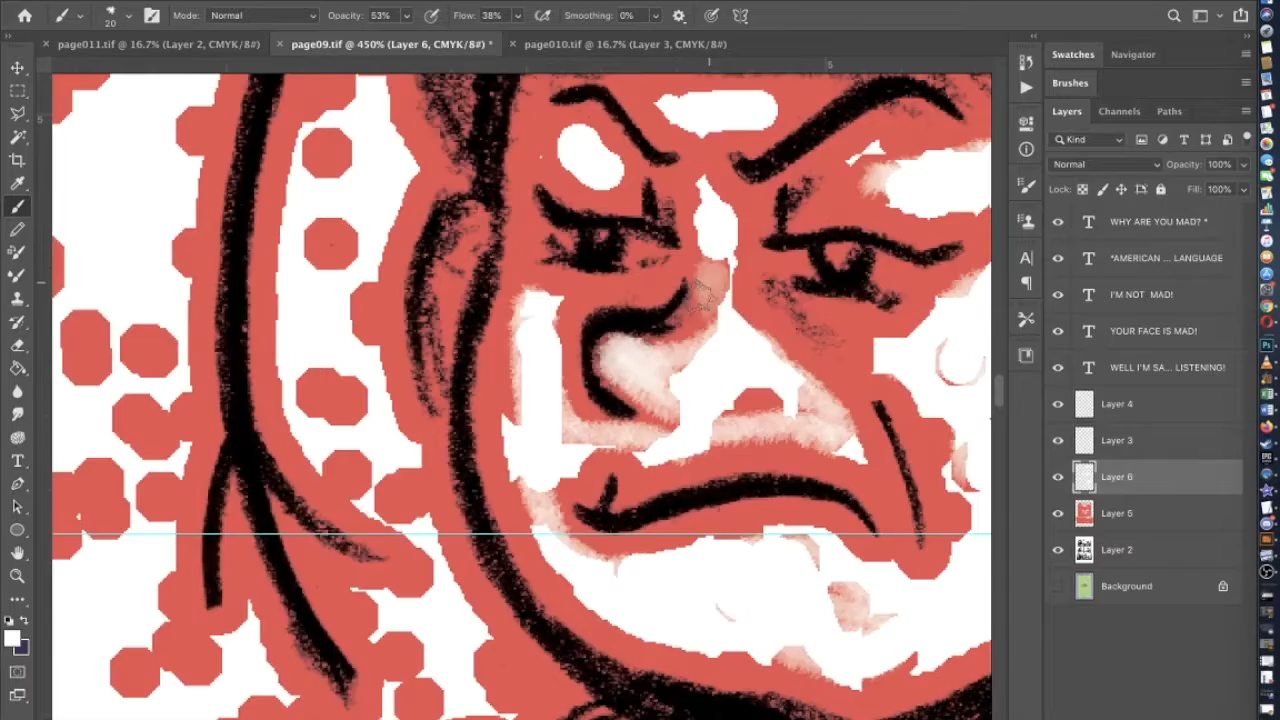 20 Mode: Normal Opacity: 53% Flow: 38% Smoothing: 0%
page011.tif @ 16.7% (Layer 2, CMYK/8#) page09.tif @ 450% (Layer 6, CMYK/8#) * page010.tif @ 16.7% (Layer 3, CMYK/8#)
5
5
Swatches Navigator
Brushes
Layers Channels Paths
Kind
Normal Opacity: 100%
Lock: Fill: 100%
T WHY ARE YOU MAD? *
T *AMERICAN ... LANGUAGE
T I'M NOT MAD!
T YOUR FACE IS MAD!
T WELL I'M SA... LISTENING!
Layer 4
Layer 3
Layer 6
Layer 5
Layer 2
Background